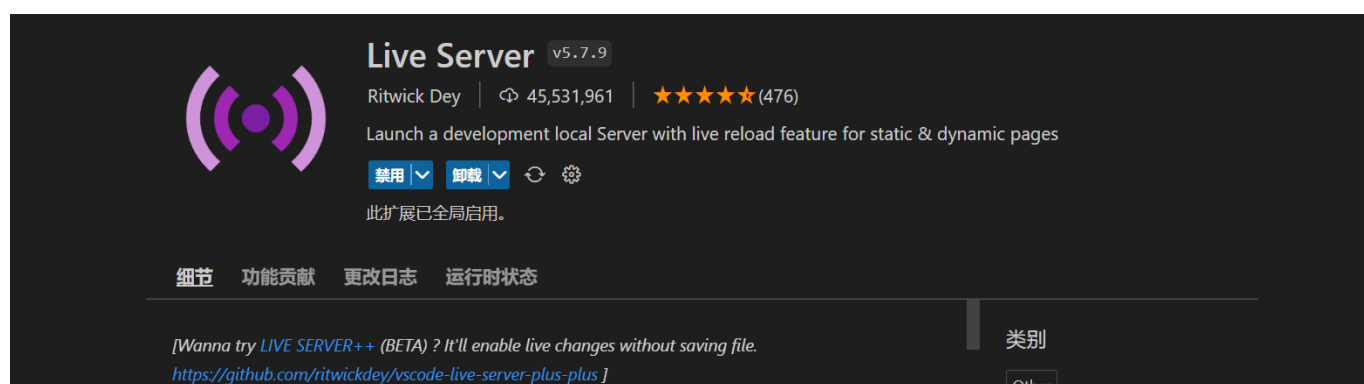 Live Server v5.7.9
Ritwick Dey 45,531,961 (476)
Launch a development local Server with live reload feature for static & dynamic pages
禁用 卸载
此扩展已全局启用。
细节 功能贡献 更改日志 运行时状态
[Wanna try LIVE SERVER++ (BETA) ? It'll enable live changes without saving file.
https://github.com/ritwickdey/vscode-live-server-plus-plus ]
类别
Other